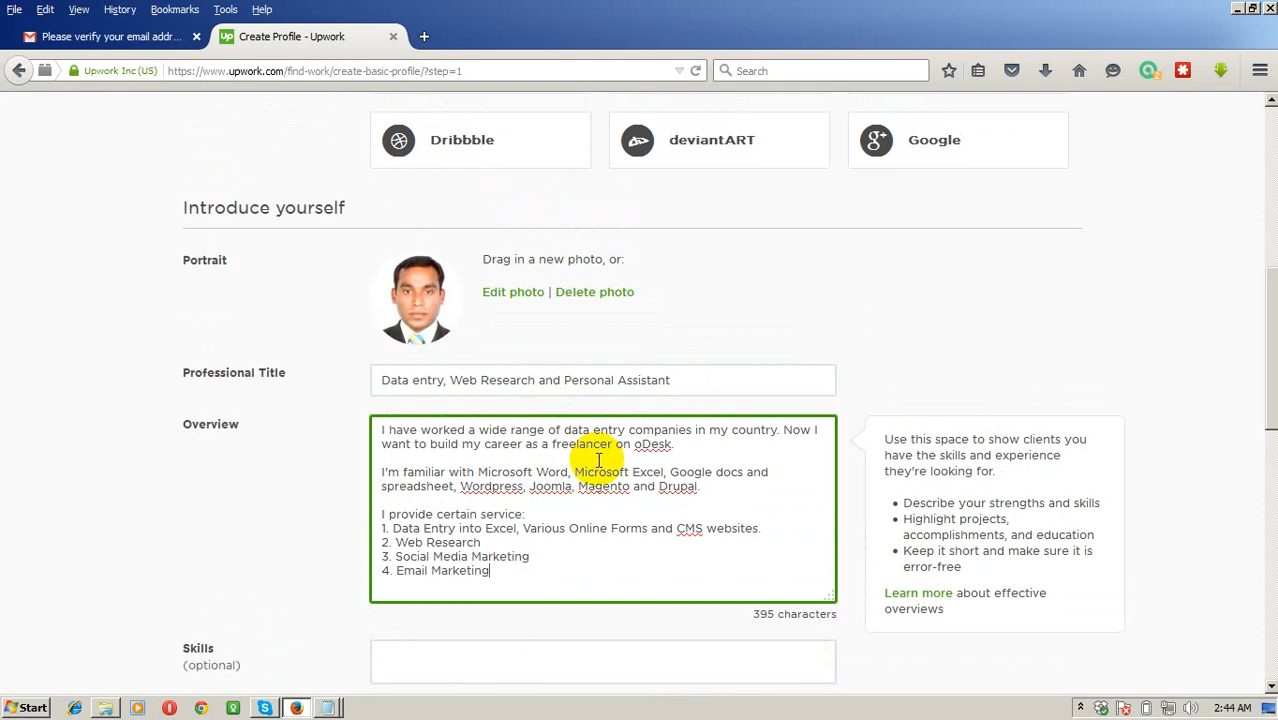 File Edit View History Bookmarks Tools Help
Please verify your email addr...
Up Create Profile - Upwork
Upwork Inc (US) https://www.upwork.com/find-work/create-basic-profile/?step=1 Search
Dribbble deviantART g+ Google
Introduce yourself
Portrait
Drag in a new photo, or:
Edit photo | Delete photo
Professional Title
Data entry, Web Research and Personal Assistant
Overview
I have worked a wide range of data entry companies in my country. Now I
want to build my career as a freelancer on oDesk.
I'm familiar with Microsoft Word, Microsoft Excel, Google docs and
spreadsheet, Wordpress, Joomla, Magento and Drupal.
I provide certain service:
1. Data Entry into Excel, Various Online Forms and CMS websites.
2. Web Research
3. Social Media Marketing
4. Email Marketing
395 characters
Use this space to show clients you
have the skills and experience
they're looking for.
• Describe your strengths and skills
• Highlight projects,
accomplishments, and education
• Keep it short and make sure it is
error-free
Learn more about effective
overviews
Skills
(optional)
Start
2:44 AM